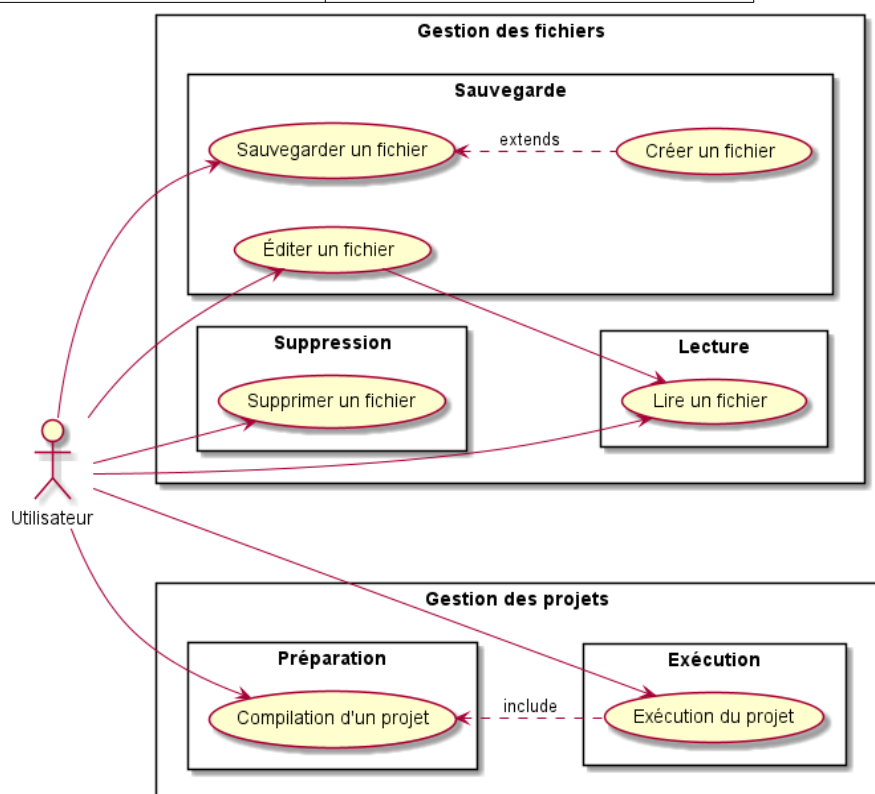 Gestion des fichiers
Sauvegarde
Sauvegarder un fichier
extends
Créer un fichier
Éditer un fichier
Suppression
Supprimer un fichier
Lecture
Lire un fichier
Utilisateur
Gestion des projets
Préparation
Compilation d'un projet
include
Exécution
Exécution du projet